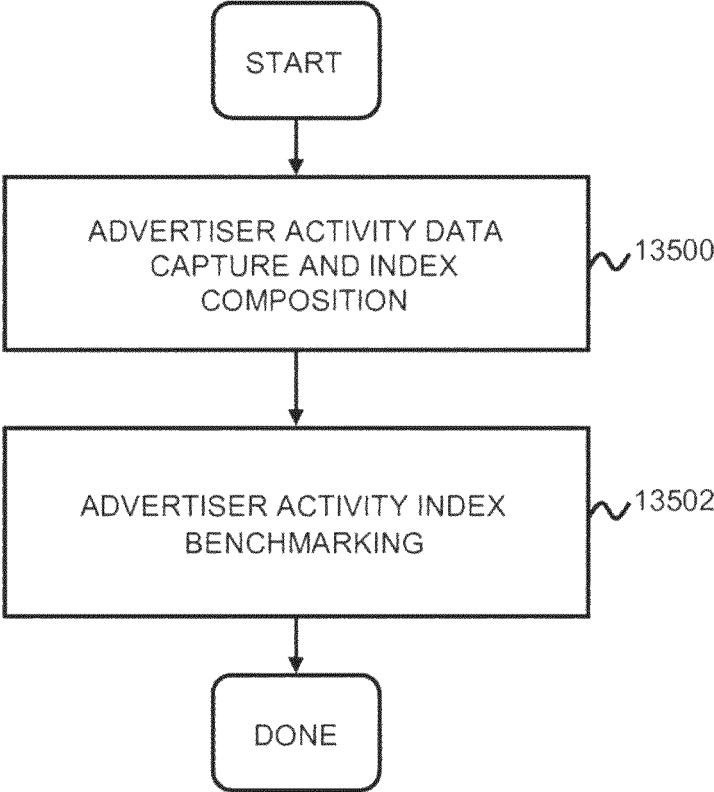 START
ADVERTISER ACTIVITY DATA
CAPTURE AND INDEX
COMPOSITION
13500
ADVERTISER ACTIVITY INDEX
BENCHMARKING
13502
DONE